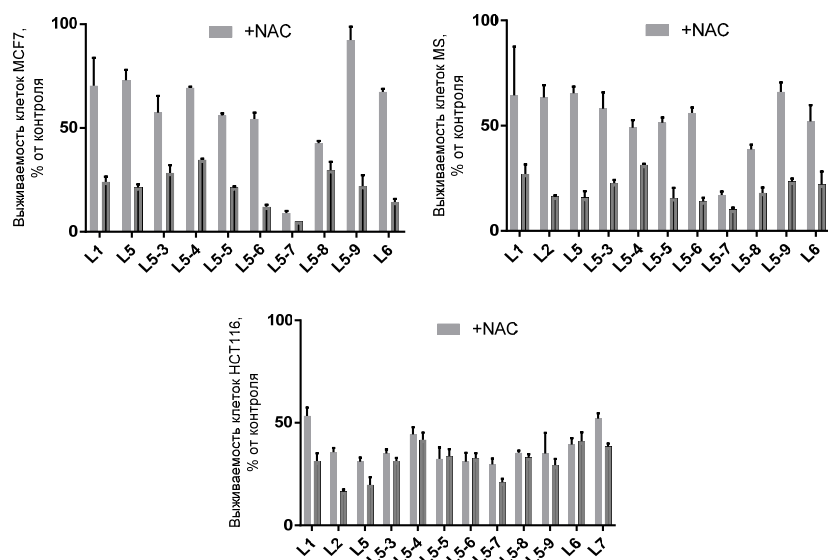 Выживаемость клеток MCF7,
% от контроля
100
50
0
+NAC
L1 L5 L5-3 L5-4 L5-5 L5-6 L5-7 L5-8 L5-9 L6
Выживаемость клеток MS,
% от контроля
100
50
0
+NAC
L1 L2 L5 L5-3 L5-4 L5-5 L5-6 L5-7 L5-8 L5-9 L6
Выживаемость клеток HCT116,
% от контроля
100
50
0
+NAC
L1 L2 L5 L5-3 L5-4 L5-5 L5-6 L5-7 L5-8 L5-9 L6 L7